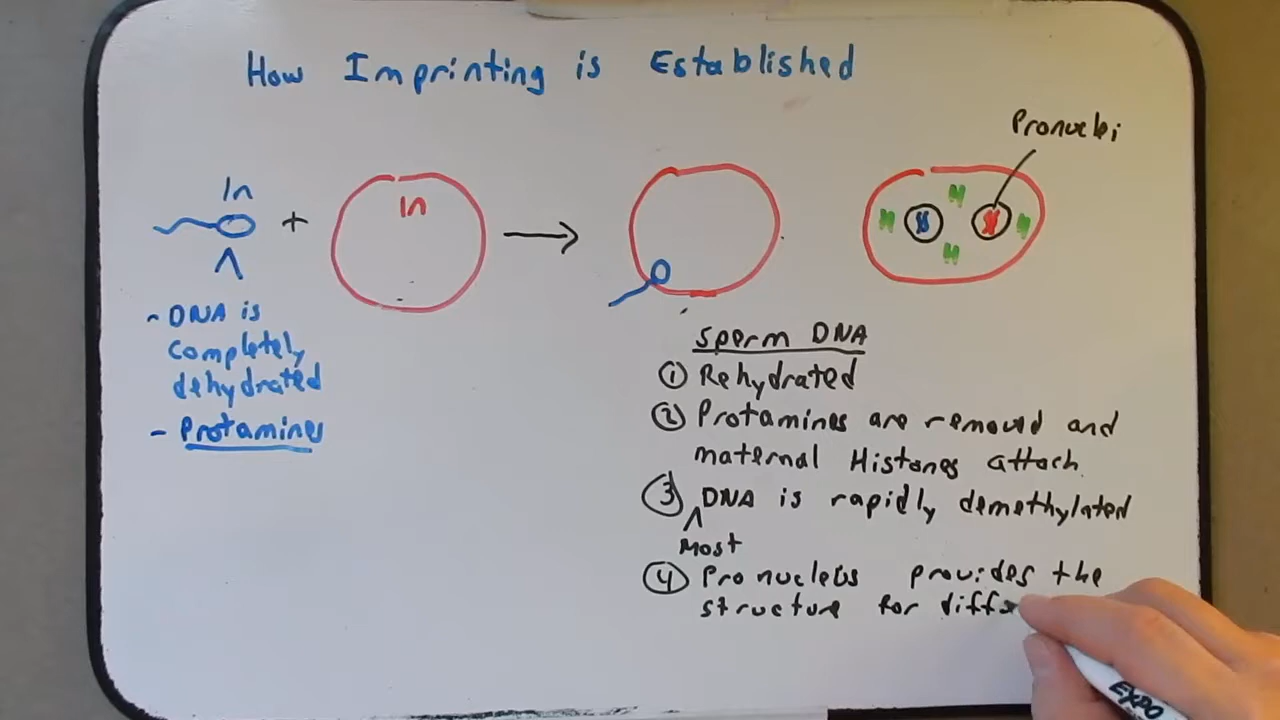 How Imprinting is Established
Pronuclei
1n
+
1n
- DNA is
completely
dehydrated
- Protamines
Sperm DNA
① Rehydrated
② Protamines are removed and
maternal Histones attach.
③ DNA is rapidly demethylated
^
Most
④ Pronucleus provides the
structure for diff
EXPO